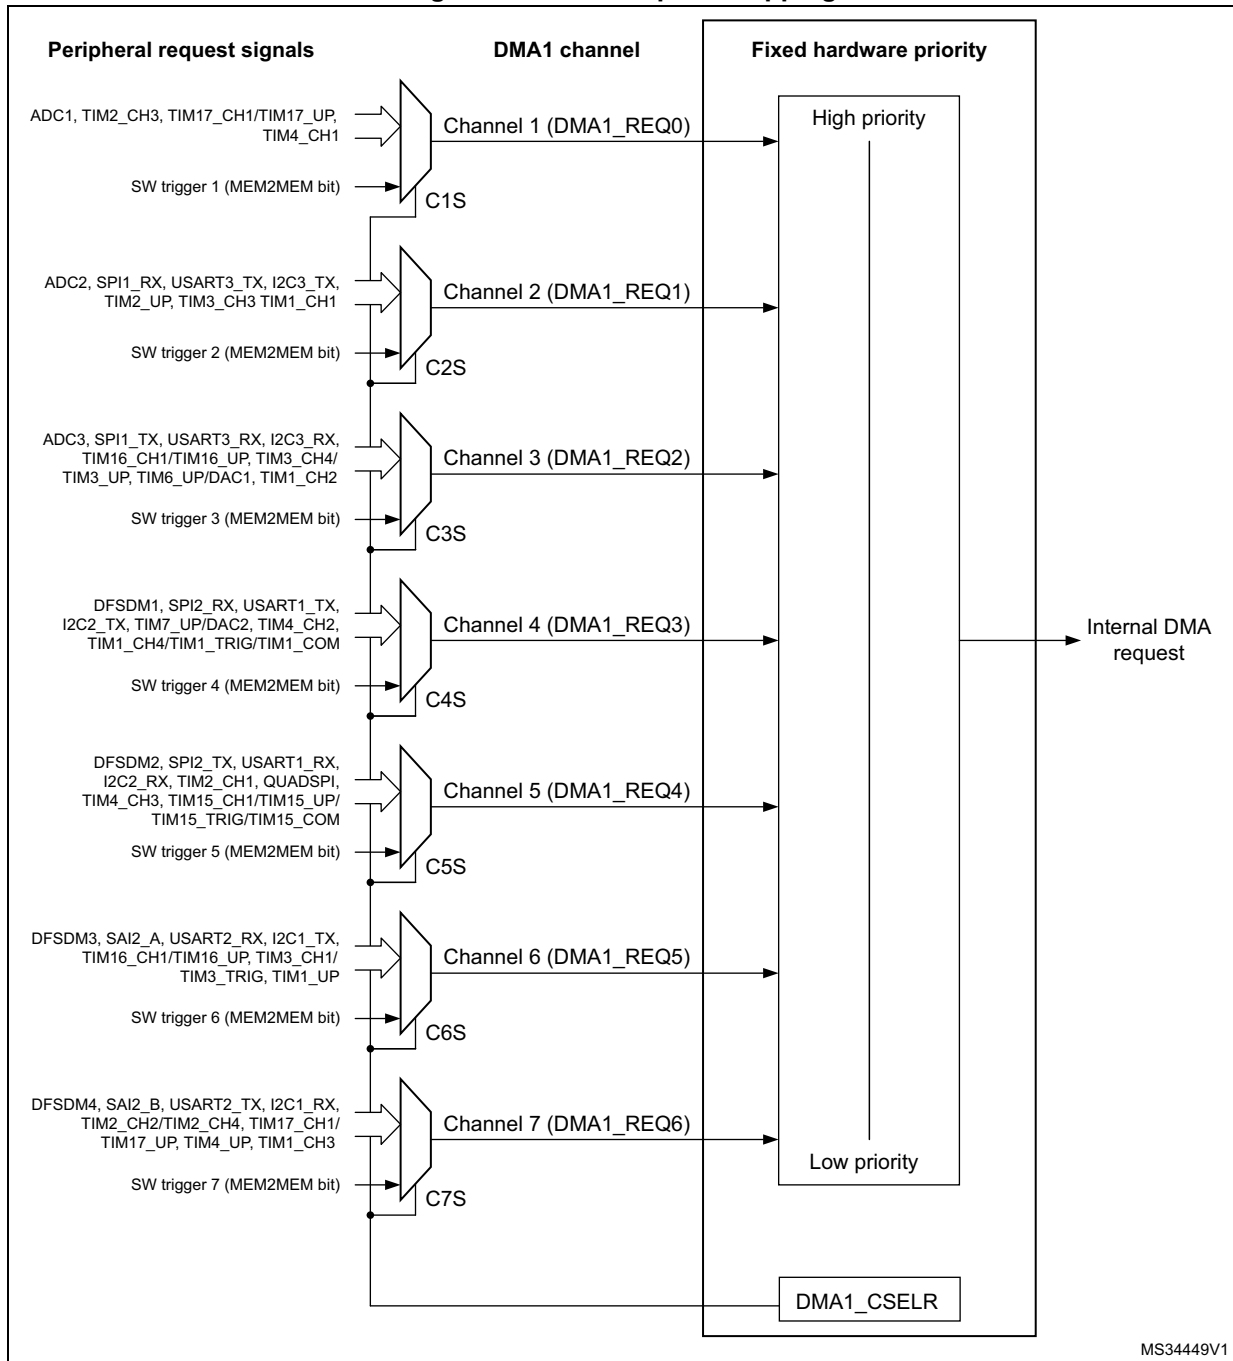 Peripheral request signals
DMA1 channel
Fixed hardware priority
ADC1, TIM2_CH3, TIM17_CH1/TIM17_UP,
TIM4_CH1
SW trigger 1 (MEM2MEM bit)
Channel 1 (DMA1_REQ0)
C1S
High priority
ADC2, SPI1_RX, USART3_TX, I2C3_TX,
TIM2_UP, TIM3_CH3 TIM1_CH1
SW trigger 2 (MEM2MEM bit)
Channel 2 (DMA1_REQ1)
C2S
ADC3, SPI1_TX, USART3_RX, I2C3_RX,
TIM16_CH1/TIM16_UP, TIM3_CH4/
TIM3_UP, TIM6_UP/DAC1, TIM1_CH2
SW trigger 3 (MEM2MEM bit)
Channel 3 (DMA1_REQ2)
C3S
DFSDM1, SPI2_RX, USART1_TX,
I2C2_TX, TIM7_UP/DAC2, TIM4_CH2,
TIM1_CH4/TIM1_TRIG/TIM1_COM
SW trigger 4 (MEM2MEM bit)
Channel 4 (DMA1_REQ3)
C4S
Internal DMA
request
DFSDM2, SPI2_TX, USART1_RX,
I2C2_RX, TIM2_CH1, QUADSPI,
TIM4_CH3, TIM15_CH1/TIM15_UP/
TIM15_TRIG/TIM15_COM
SW trigger 5 (MEM2MEM bit)
Channel 5 (DMA1_REQ4)
C5S
DFSDM3, SAI2_A, USART2_RX, I2C1_TX,
TIM16_CH1/TIM16_UP, TIM3_CH1/
TIM3_TRIG, TIM1_UP
SW trigger 6 (MEM2MEM bit)
Channel 6 (DMA1_REQ5)
C6S
DFSDM4, SAI2_B, USART2_TX, I2C1_RX,
TIM2_CH2/TIM2_CH4, TIM17_CH1/
TIM17_UP, TIM4_UP, TIM1_CH3
SW trigger 7 (MEM2MEM bit)
Channel 7 (DMA1_REQ6)
C7S
Low priority
DMA1_CSELR
MS34449V1